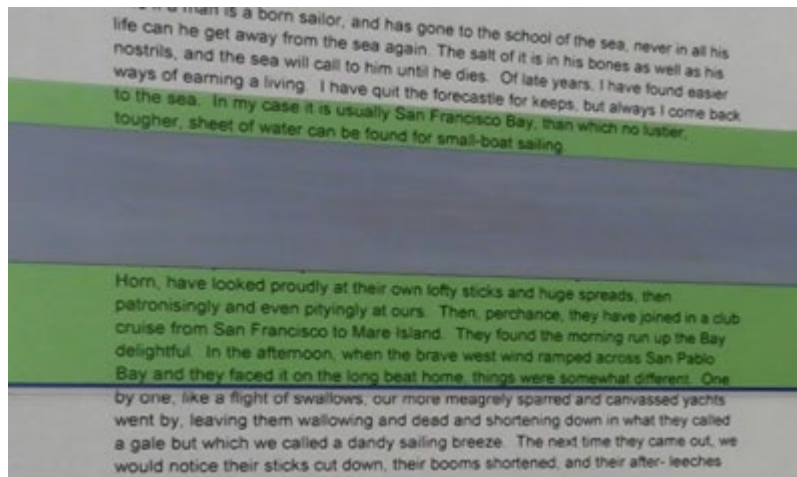 man is a born sailor, and has gone to the school of the sea, never in all his
life can he get away from the sea again. The salt of it is in his bones as well as his
nostrils, and the sea will call to him until he dies. Of late years, I have found easier
ways of earning a living. I have quit the forecastle for keeps, but always I come back
to the sea. In my case it is usually San Francisco Bay, than which no lustier,
tougher, sheet of water can be found for small-boat sailing.
Horn, have looked proudly at their own lofty sticks and huge spreads, then
patronisingly and even pityingly at ours. Then, perchance, they have joined in a club
cruise from San Francisco to Mare Island. They found the morning run up the Bay
delightful. In the afternoon, when the brave west wind ramped across San Pablo
Bay and they faced it on the long beat home, things were somewhat different. One
by one, like a flight of swallows, our more meagrely sparred and canvassed yachts
went by, leaving them wallowing and dead and shortening down in what they called
a gale but which we called a dandy sailing breeze. The next time they came out, we
would notice their sticks cut down, their booms shortened, and their after- leeches